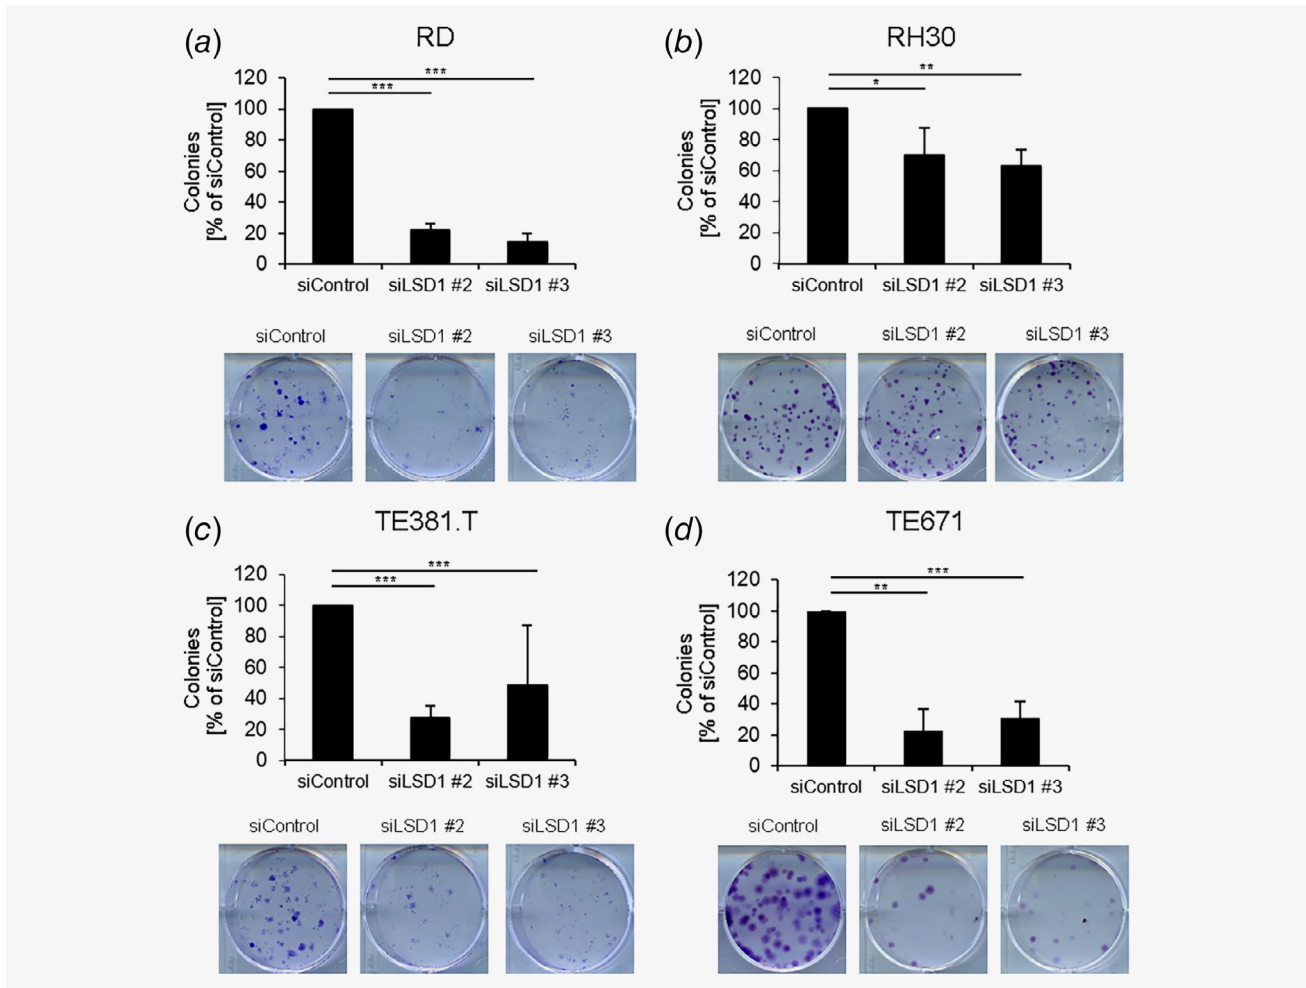 (a)
RD
***
***
120
100
80
60
40
20
0
Colonies
[% of siControl]
siControl siLSD1 #2 siLSD1 #3
siControl siLSD1 #2 siLSD1 #3
(b)
RH30
**
*
120
100
80
60
40
20
0
Colonies
[% of siControl]
siControl siLSD1 #2 siLSD1 #3
siControl siLSD1 #2 siLSD1 #3
(c)
TE381.T
***
***
120
100
80
60
40
20
0
Colonies
[% of siControl]
siControl siLSD1 #2 siLSD1 #3
siControl siLSD1 #2 siLSD1 #3
(d)
TE671
***
**
120
100
80
60
40
20
0
Colonies
[% of siControl]
siControl siLSD1 #2 siLSD1 #3
siControl siLSD1 #2 siLSD1 #3